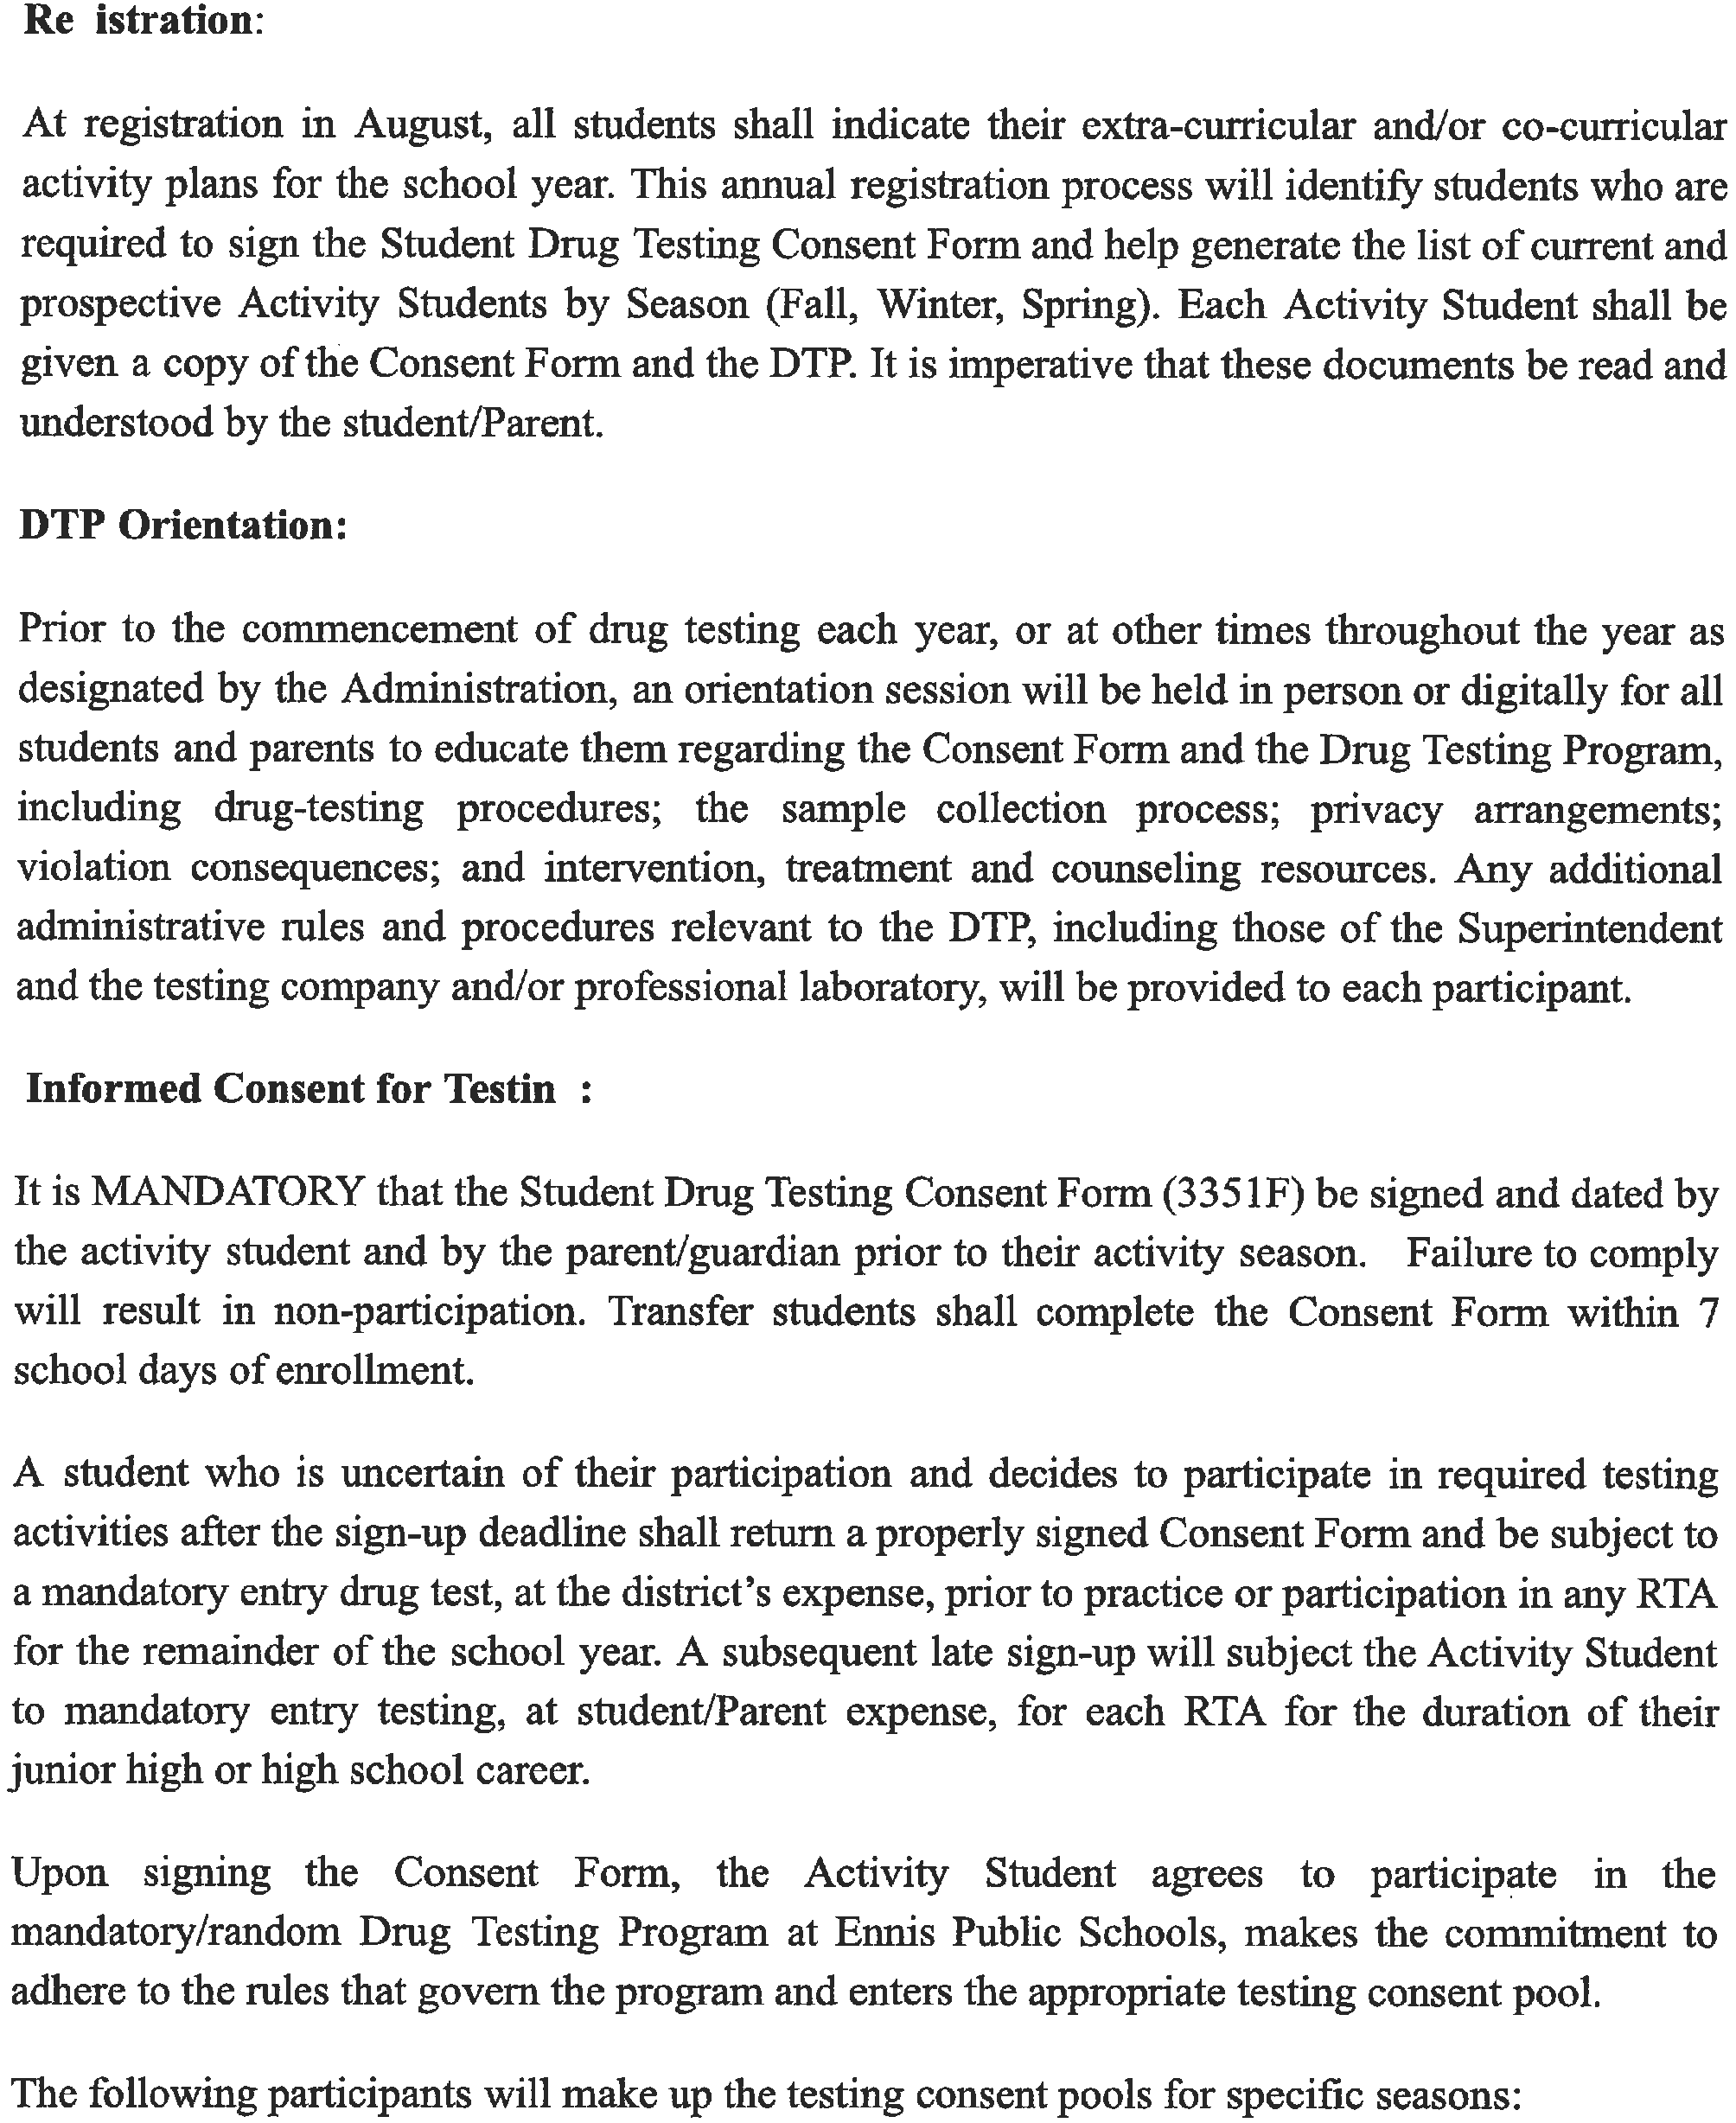 Re istration:
At registration in August, all students shall indicate their extra-curricular and/or co-curricular
activity plans for the school year. This annual registration process will identify students who are
required to sign the Student Drug Testing Consent Form and help generate the list of current and
prospective Activity Students by Season (Fall, Winter, Spring). Each Activity Student shall be
given a copy of the Consent Form and the DTP. It is imperative that these documents be read and
understood by the student/Parent.
DTP Orientation:
Prior to the commencement of drug testing each year, or at other times throughout the year as
designated by the Administration, an orientation session will be held in person or digitally for all
students and parents to educate them regarding the Consent Form and the Drug Testing Program,
including drug-testing procedures; the sample collection process; privacy arrangements;
violation consequences; and intervention, treatment and counseling resources. Any additional
administrative rules and procedures relevant to the DTP, including those of the Superintendent
and the testing company and/or professional laboratory, will be provided to each participant.
Informed Consent for Testin :
It is MANDATORY that the Student Drug Testing Consent Form (3351F) be signed and dated by
the activity student and by the parent/guardian prior to their activity season. Failure to comply
will result in non-participation. Transfer students shall complete the Consent Form within 7
school days of enrollment.
A student who is uncertain of their participation and decides to participate in required testing
activities after the sign-up deadline shall return a properly signed Consent Form and be subject to
a mandatory entry drug test, at the district's expense, prior to practice or participation in any RTA
for the remainder of the school year. A subsequent late sign-up will subject the Activity Student
to mandatory entry testing, at student/Parent expense, for each RTA for the duration of their
junior high or high school career.
Upon signing the Consent Form, the Activity Student agrees to participate in the
mandatory/random Drug Testing Program at Ennis Public Schools, makes the commitment to
adhere to the rules that govern the program and enters the appropriate testing consent pool.
The following participants will make up the testing consent pools for specific seasons: